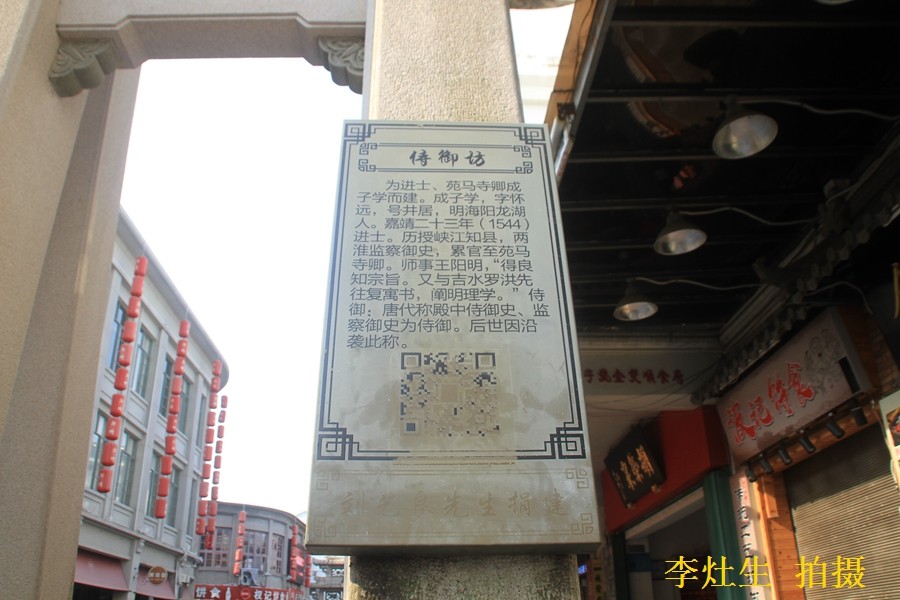 侍御坊
为进士、苑马寺卿成
子学而建。成子学，字怀
远，号井居，明海阳龙湖
人。嘉靖二十三年（1544）
进士。历授峡江知县，两
淮监察御史，累官至苑马
寺卿。师事王阳明，“得良
知宗旨。又与吉水罗洪先
往复寓书，阐明理学。”侍
御：唐代称殿中侍御史、监
察御史为侍御。后世因沿
袭此称。
先生捐建
李灶生 拍摄